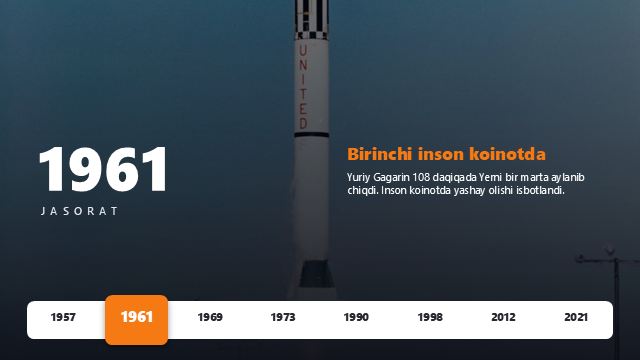 UNITED
1961
JASORAT
Birinchi inson koinotda
Yuriy Gagarin 108 daqiqada Yerni bir marta aylanib
chiqdi. Inson koinotda yashay olishi isbotlandi.
1957 1961 1969 1973 1990 1998 2012 2021